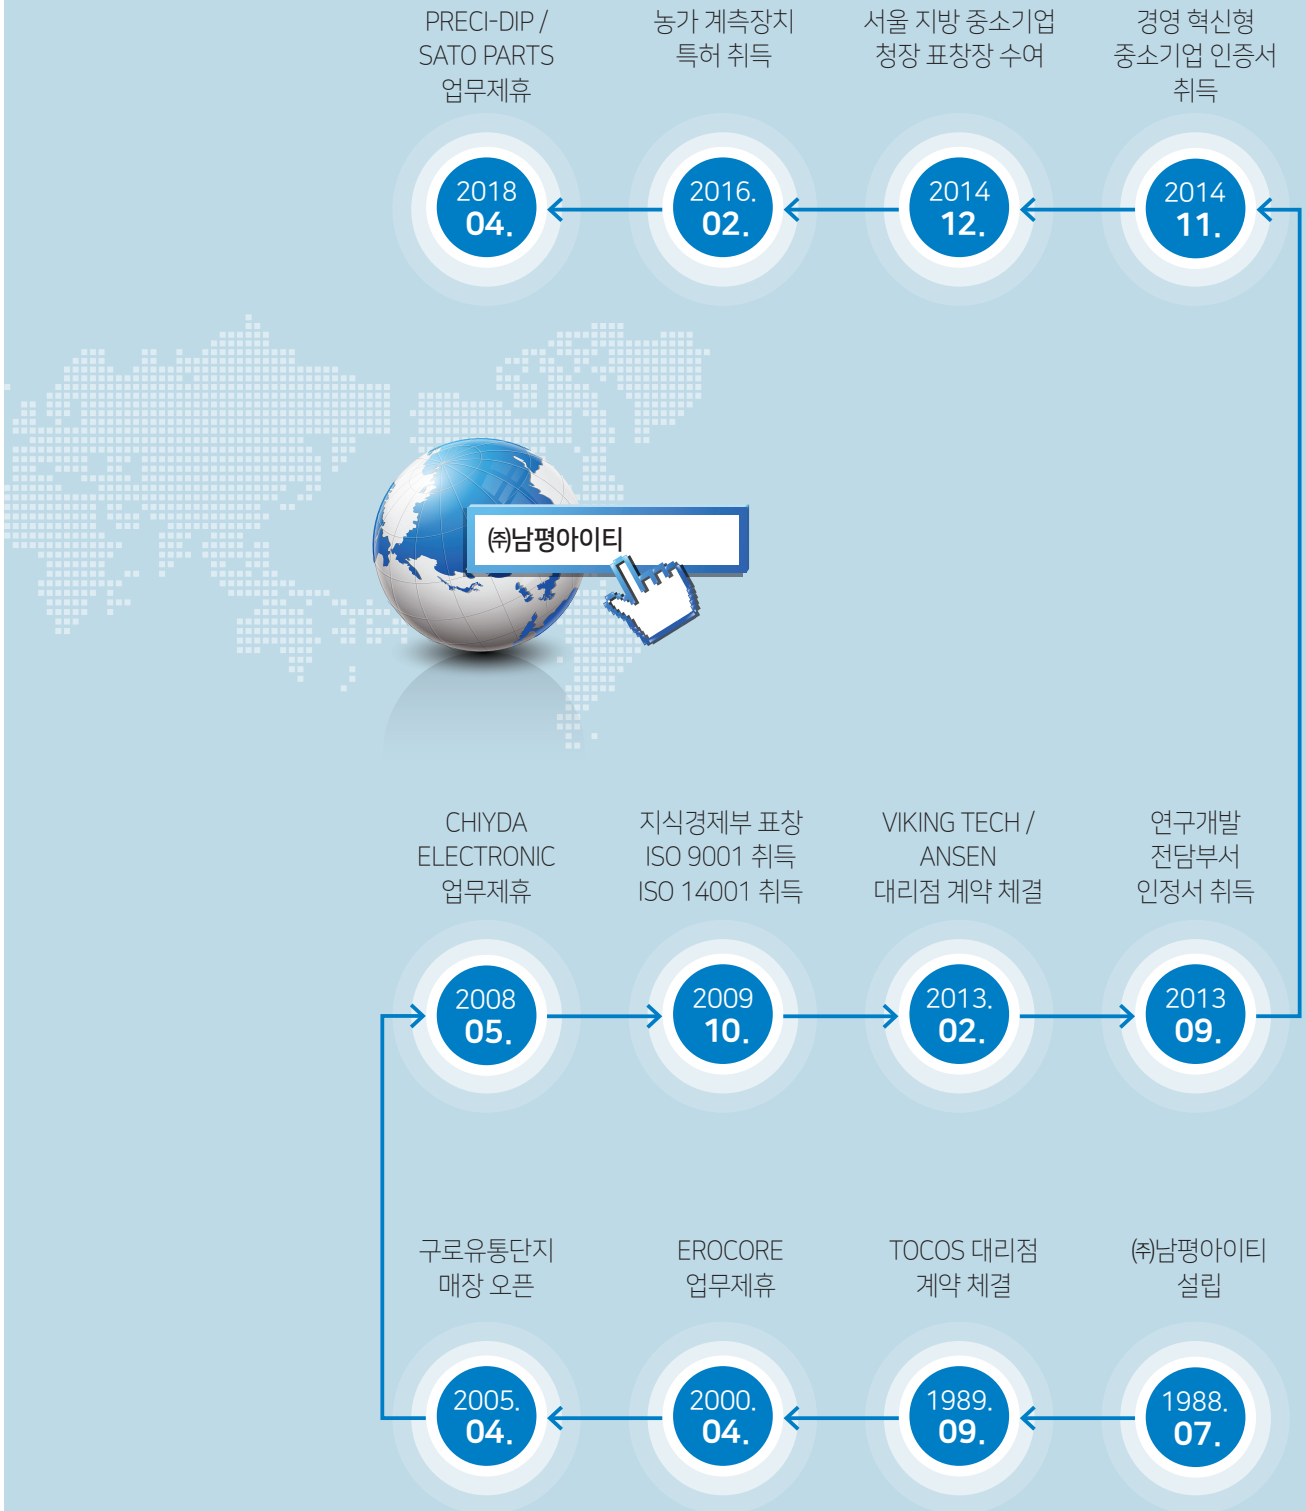 PRECI-DIP /
SATO PARTS
업무제휴
농가 계측장치
특허 취득
서울 지방 중소기업
청장 표창장 수여
경영 혁신형
중소기업 인증서
취득
2018
04.
2016.
02.
2014
12.
2014
11.
㈜남평아이티
CHIYDA
ELECTRONIC
업무제휴
지식경제부 표창
ISO 9001 취득
ISO 14001 취득
VIKING TECH /
ANSEN
대리점 계약 체결
연구개발
전담부서
인정서 취득
2008
05.
2009
10.
2013.
02.
2013
09.
구로유통단지
매장 오픈
EROCORE
업무제휴
TOCOS 대리점
계약 체결
㈜남평아이티
설립
2005.
04.
2000.
04.
1989.
09.
1988.
07.